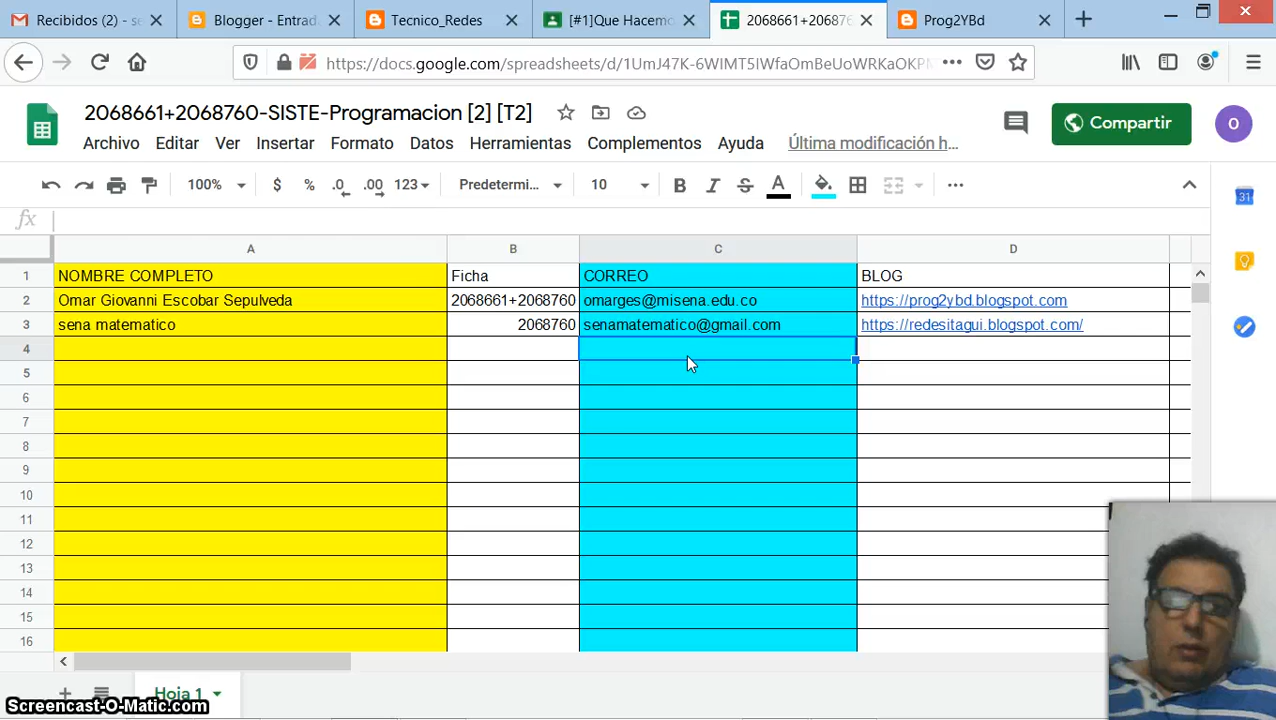 Recibidos (2) - s
Blogger - Entrad
Tecnico_Redes
[#1]Que Hacemo
2068661+20687
Prog2YBd
https://docs.google.com/spreadsheets/d/1UmJ47K-6WIMT5IWfaOmBeUoWRKaOKP
2068661+2068760-SISTE-Programacion [2] [T2]
Compartir
O
Archivo Editar Ver Insertar Formato Datos Herramientas Complementos Ayuda Última modificación h...
100% $ % .0 .00 123 Predetermi... 10 B I S A
31
fx
A B C D
1 NOMBRE COMPLETO Ficha CORREO BLOG
2 Omar Giovanni Escobar Sepulveda 2068661+2068760 omarges@misena.edu.co https://prog2ybd.blogspot.com
3 sena matematico 2068760 senamatematico@gmail.com https://redesitagui.blogspot.com/
4
5
6
7
8
9
10
11
12
13
14
15
16
Hoja 1
Screencast-O-Matic.com